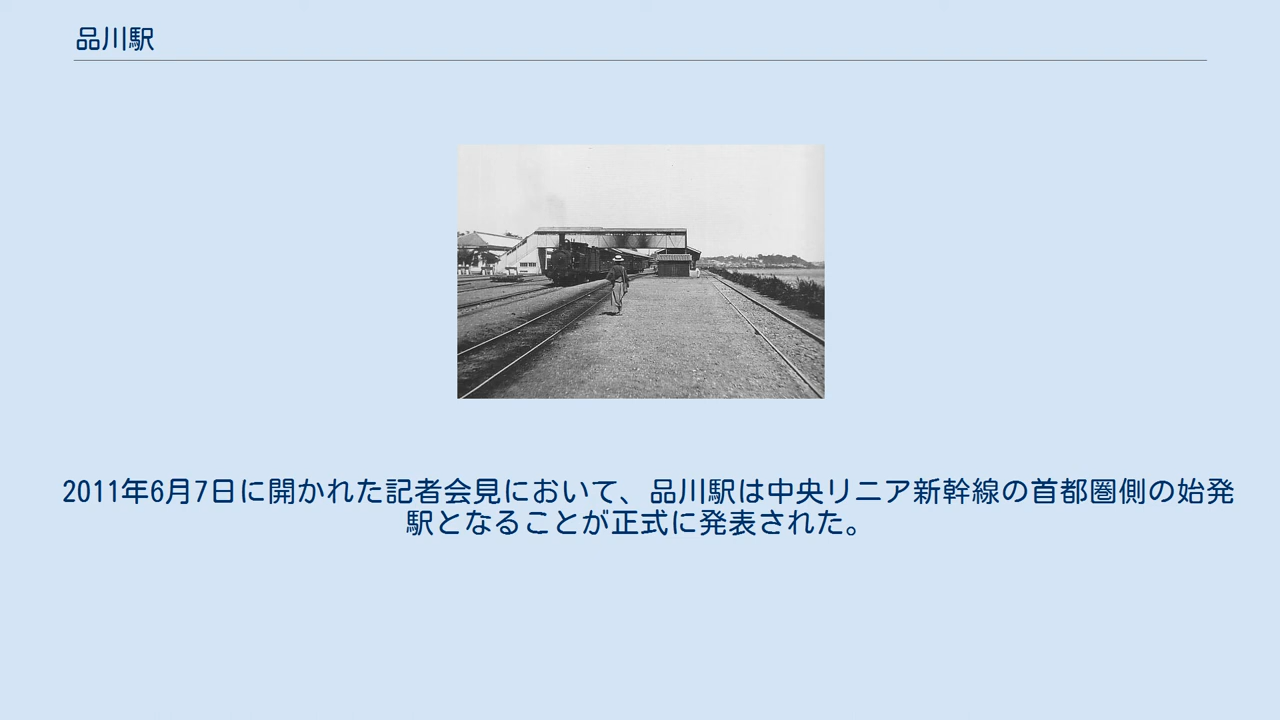 品川駅
2011年6月7日に開かれた記者会見において、品川駅は中央リニア新幹線の首都圏側の始発
駅となることが正式に発表された。